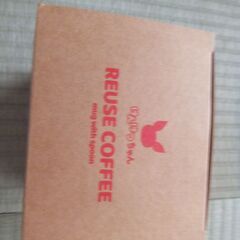 REUSE COFFEE
mug with spoon